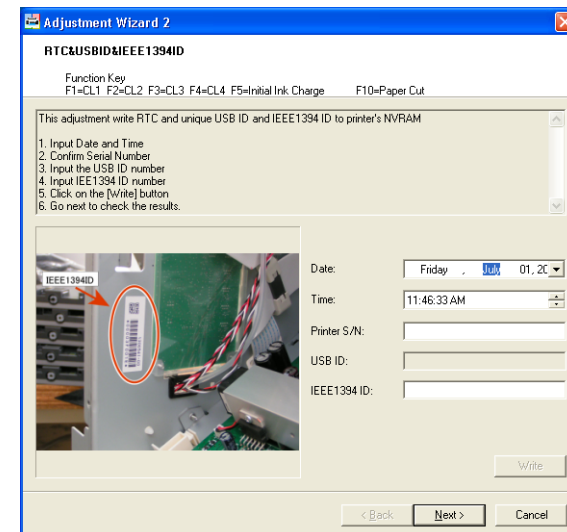 Adjustment Wizard 2
RTC&USBID&IEEE1394ID
Function Key
F1=CL1 F2=CL2 F3=CL3 F4=CL4 F5=Initial Ink Charge F10=Paper Cut
This adjustment write RTC and unique USB ID and IEEE1394 ID to printer's NVRAM
1. Input Date and Time
2. Confirm Serial Number
3. Input the USB ID number
4. Input IEE1394 ID number
5. Click on the [Write] button
6. Go next to check the results.
IEEE1394ID
Date: Friday , July 01, 20
Time: 11:46:33 AM
Printer S/N:
USB ID:
IEEE1394 ID:
Write
< Back Next > Cancel